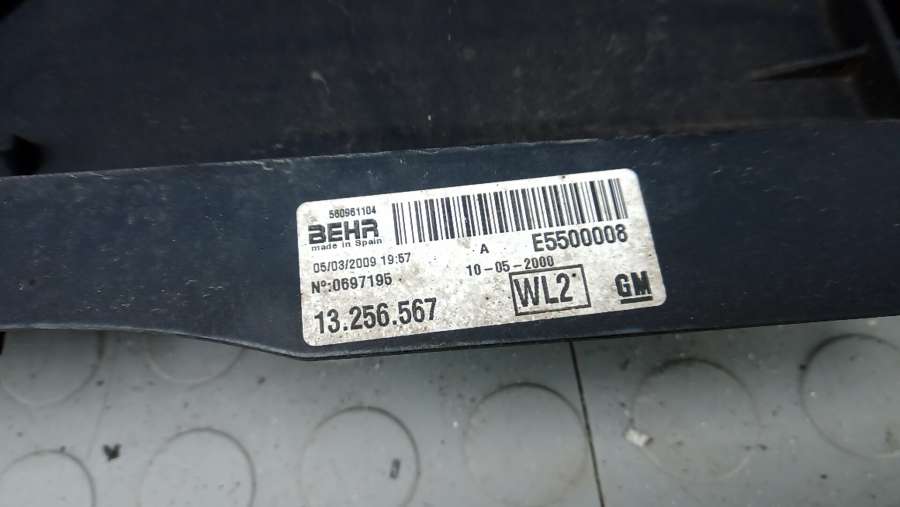 560961104
BEHR
made in Spain
A
E5500008
05/03/2009 19:57
10-05-2000
Nº:0697195
WL2*
GM
13.256.567